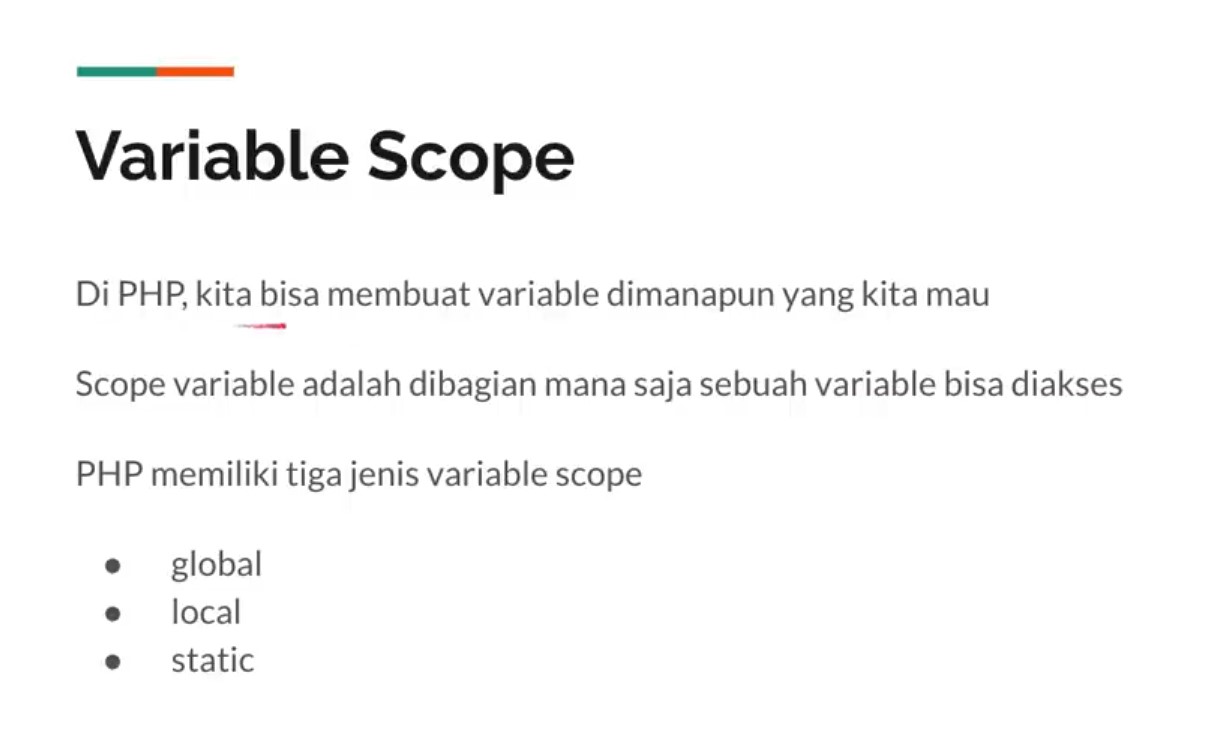 Variable Scope
Di PHP, kita bisa membuat variable dimanapun yang kita mau
Scope variable adalah dibagian mana saja sebuah variable bisa diakses
PHP memiliki tiga jenis variable scope
● global
● local
● static